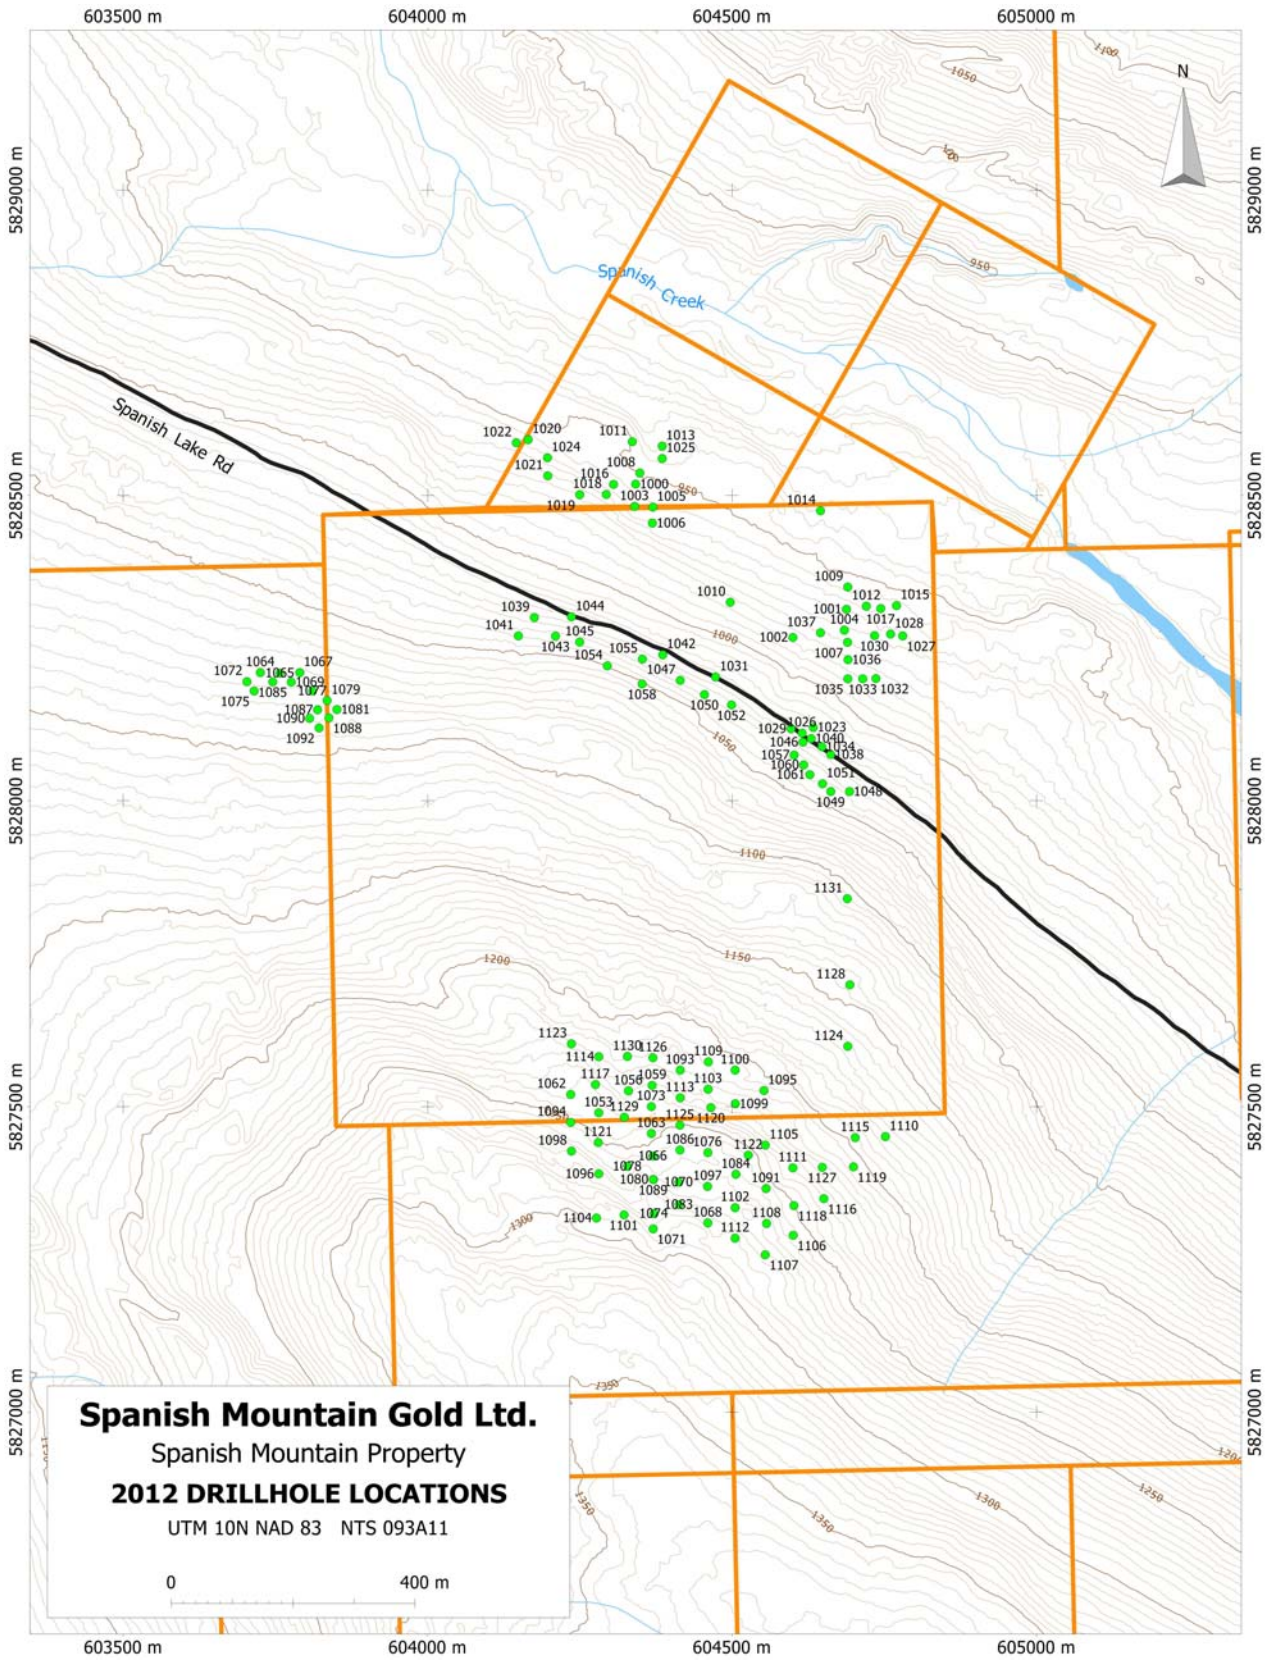 603500 m 604000 m 604500 m 605000 m
1100
1050
N
5829000 m
5829000 m
950
Spanish Creek
Spanish Lake Rd
1022 1020 1011 1013
1024 1025
1021 1016 1008
1018 1000 950
5828500 m
5828500 m
1019 1003 1005 1014
1006
1009
1010 1012 1015
1039 1044 1001
1041 1045 1037 1004 1017 1028
1043 1000 1002 1030 1027
1055 1042
1054 1047 1007 1036
1064 1067 1031
1072 1065 1069
1058 1035 1033 1032
1075 1085 1077 1079 1050
1087 1081 1052
1090 1029 1026 1023
1092 1088 1050 1046 1040
1034
1057 1038
1060
1061 1051
1049 1048
5828000 m
5828000 m
1100
1131
1200 1150
1128
1123 1130 1126 1109 1124
1114 1093 1100
1117 1059
1062 1056 1103 1095
1073 1113
5827500 m
5827500 m
1094 1053 1129 1099
1125 1120
1121 1063 1115 1110
1098 1086 1076 1105
1066 1122
1078 1084 1111
1096 1080 1070 1097 1127 1119
1089 1091
1083 1102 1116
1104 1101 1074 1068 1108 1118
1300 1071 1112 1106
1107
1350
5827000 m
5827000 m
Spanish Mountain Gold Ltd.
Spanish Mountain Property
2012 DRILLHOLE LOCATIONS
UTM 10N NAD 83 NTS 093A11
0 400 m
1350 1350 1300 1250
603500 m 604000 m 604500 m 605000 m